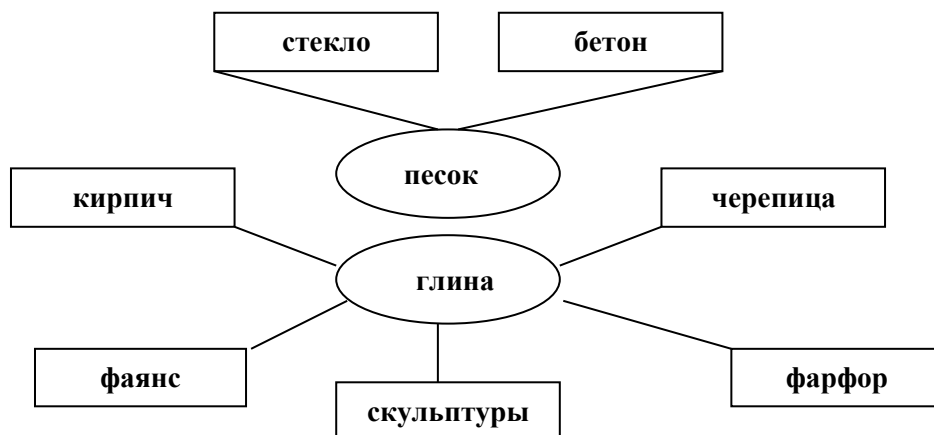 стекло
бетон
песок
кирпич
черепица
глина
фаянс
скульптуры
фарфор